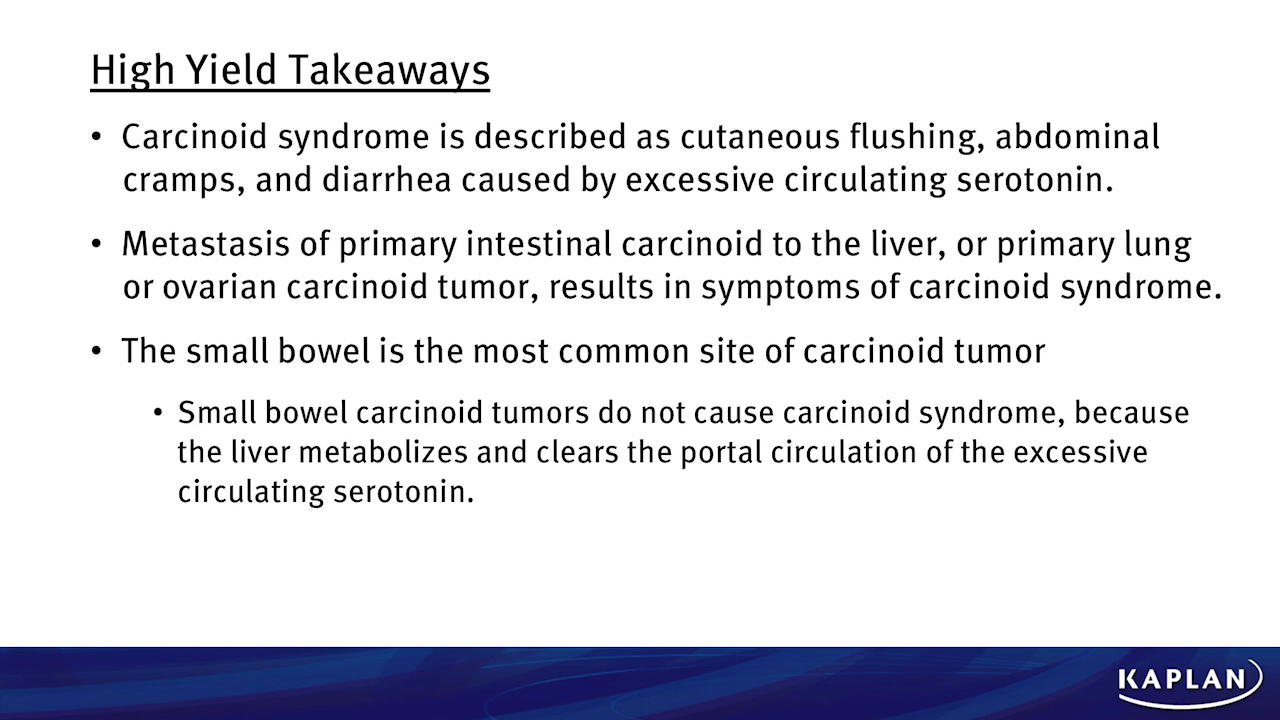 High Yield Takeaways
• Carcinoid syndrome is described as cutaneous flushing, abdominal
cramps, and diarrhea caused by excessive circulating serotonin.
• Metastasis of primary intestinal carcinoid to the liver, or primary lung
or ovarian carcinoid tumor, results in symptoms of carcinoid syndrome.
• The small bowel is the most common site of carcinoid tumor
• Small bowel carcinoid tumors do not cause carcinoid syndrome, because
the liver metabolizes and clears the portal circulation of the excessive
circulating serotonin.
KAPLAN